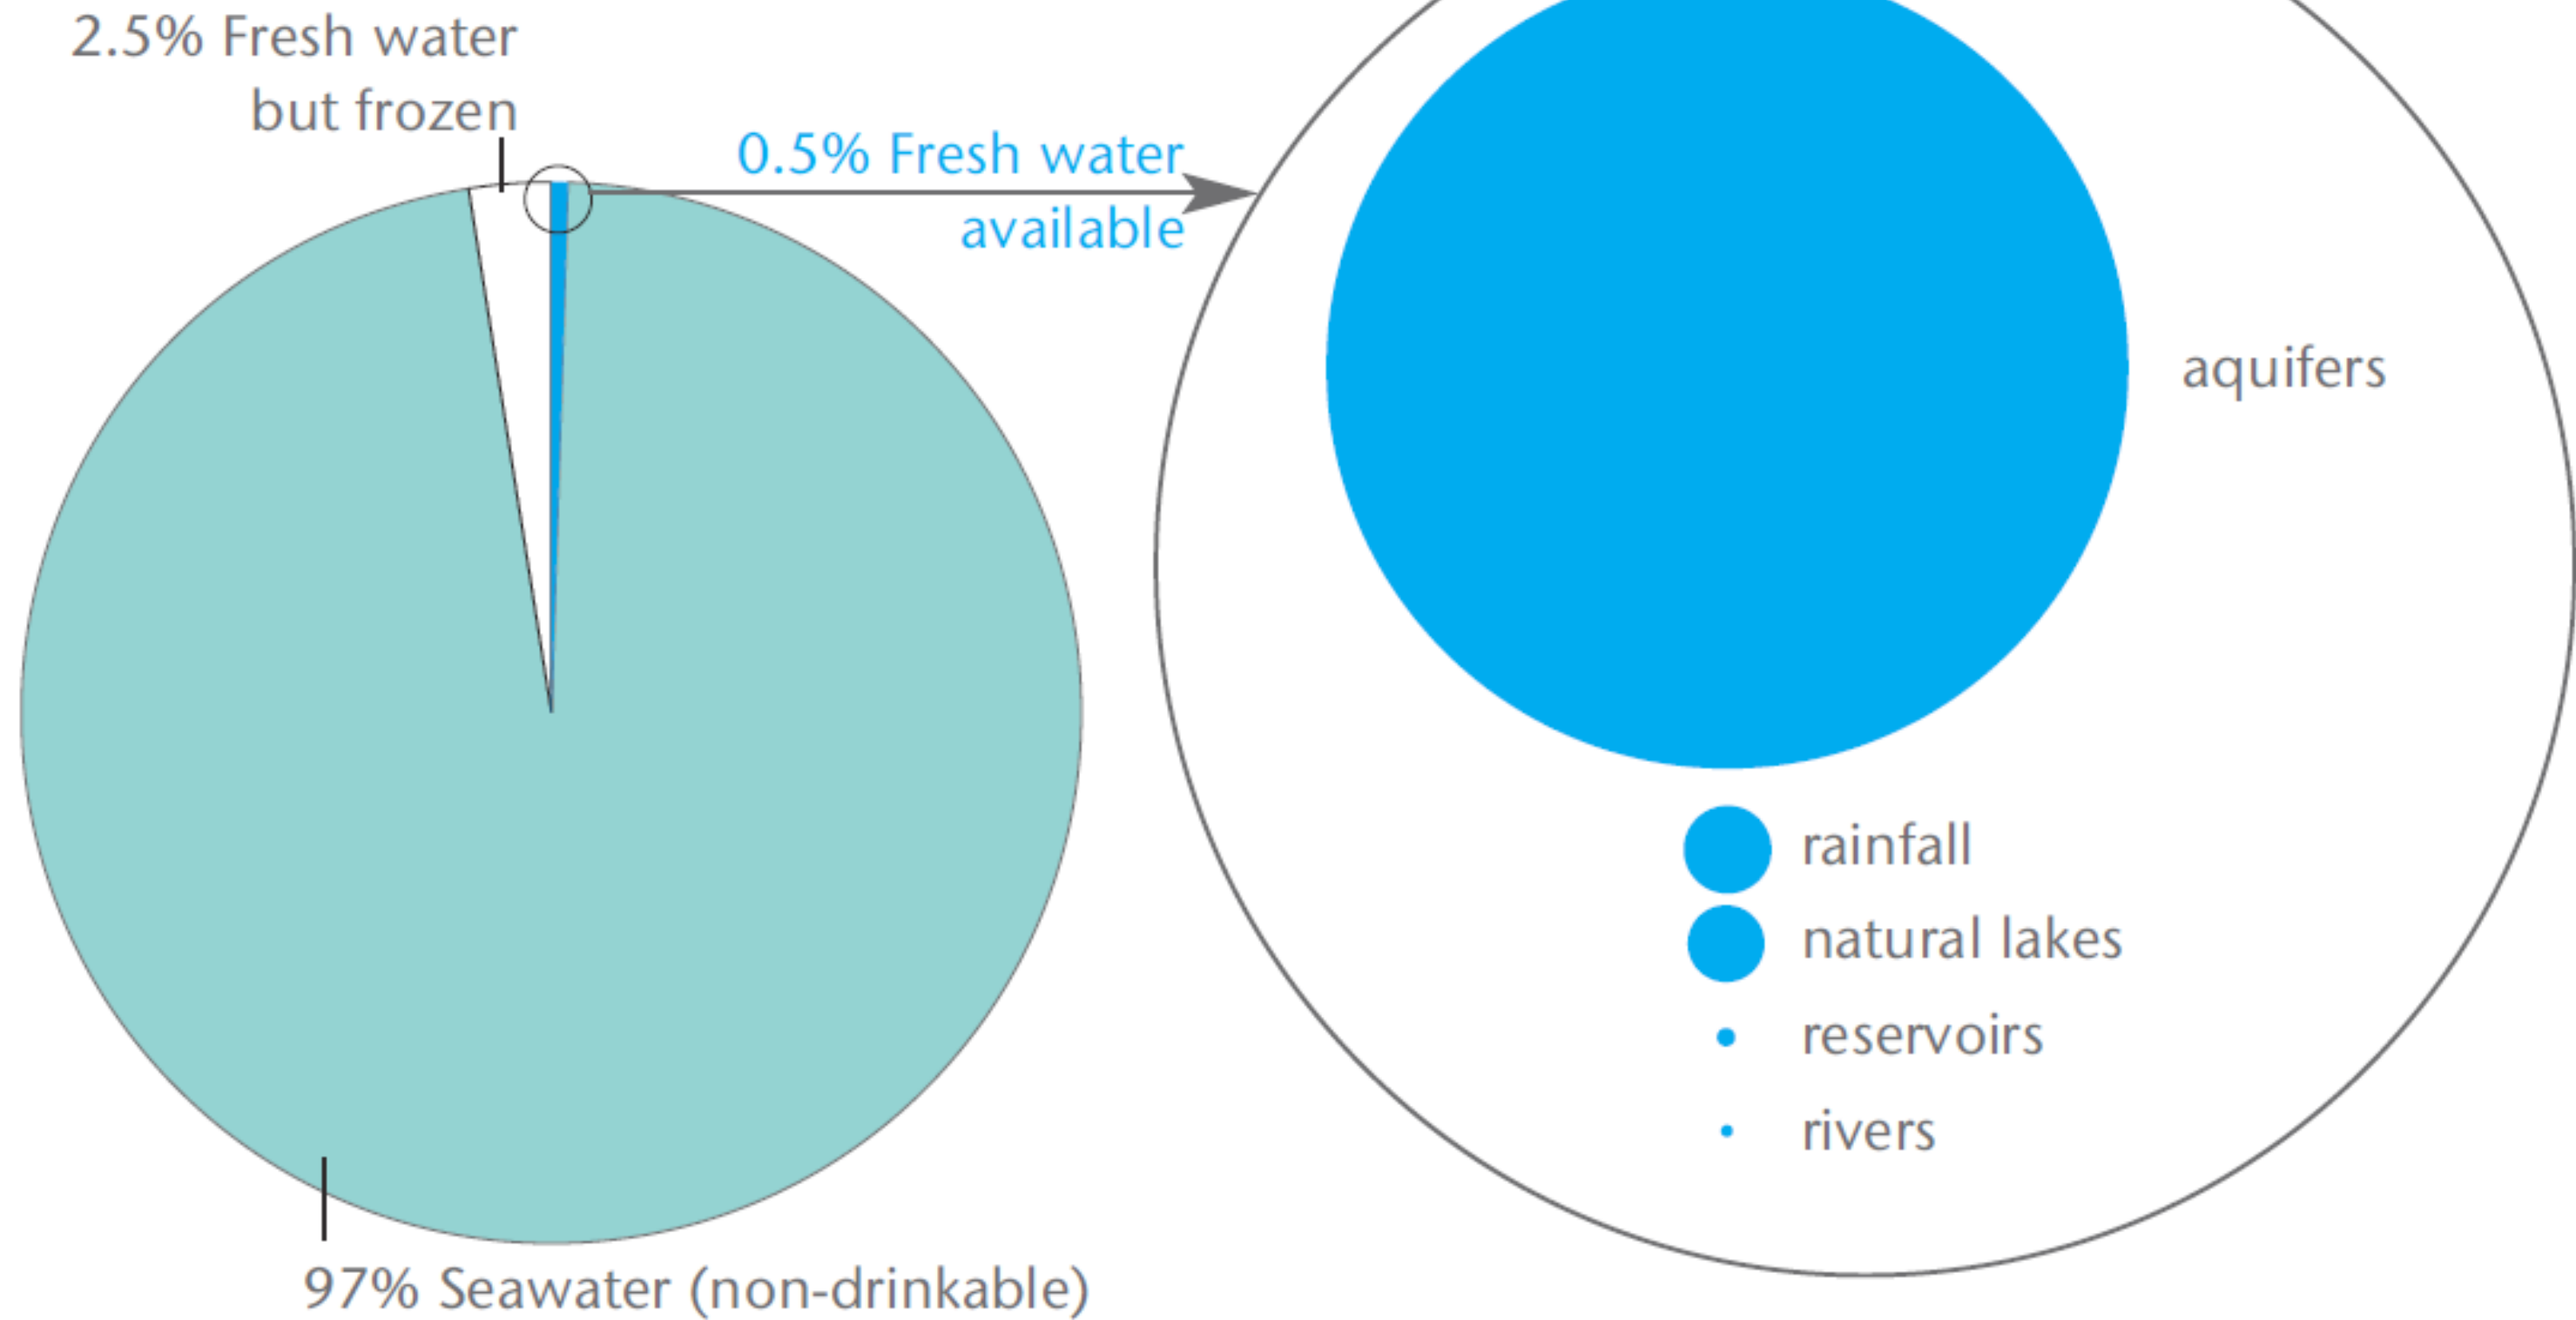 2.5% Fresh water
but frozen
0.5% Fresh water
available
aquifers
rainfall
natural lakes
reservoirs
rivers
97% Seawater (non-drinkable)